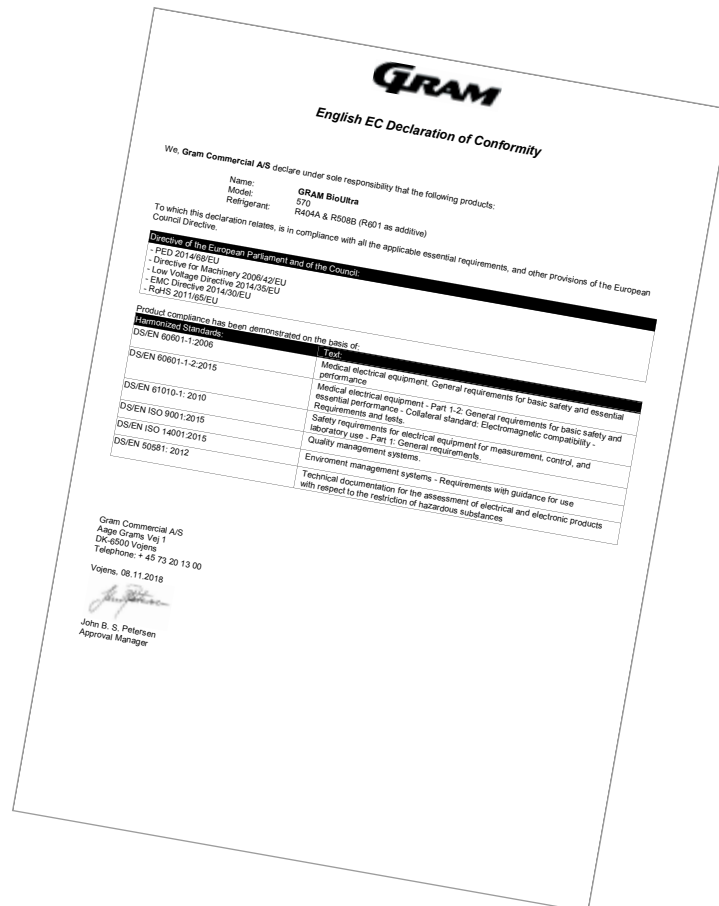 GRAM
English EC Declaration of Conformity
We, Gram Commercial A/S declare under sole responsibility that the following products:
Name: GRAM BioUltra
Model: 570
Refrigerant: R404A & R508B (R601 as additive)
To which this declaration relates, is in compliance with all the applicable essential requirements, and other provisions of the European
Council Directive.
Directive of the European Parliament and of the Council:
- PED 2014/68/EU
- Directive for Machinery 2006/42/EU
- Low Voltage Directive 2014/35/EU
- EMC Directive 2014/30/EU
- RoHS 2011/65/EU
Product compliance has been demonstrated on the basis of:
Harmonized Standards: Text:
DS/EN 60601-1:2006 Medical electrical equipment. General requirements for basic safety and essential
performance
DS/EN 60601-1-2:2015 Medical electrical equipment - Part 1-2: General requirements for basic safety and
essential performance - Collateral standard: Electromagnetic compatibility -
Requirements and tests.
DS/EN 61010-1: 2010 Safety requirements for electrical equipment for measurement, control, and
laboratory use - Part 1: General requirements.
DS/EN ISO 9001:2015 Quality management systems.
DS/EN ISO 14001:2015 Enviroment management systems - Requirements with guidance for use
DS/EN 50581: 2012 Technical documentation for the assessment of electrical and electronic products
with respect to the restriction of hazardous substances
Gram Commercial A/S
Aage Grams Vej 1
DK-6500 Vojens
Telephone: + 45 73 20 13 00
Vojens, 08.11.2018
John B. S. Petersen
Approval Manager